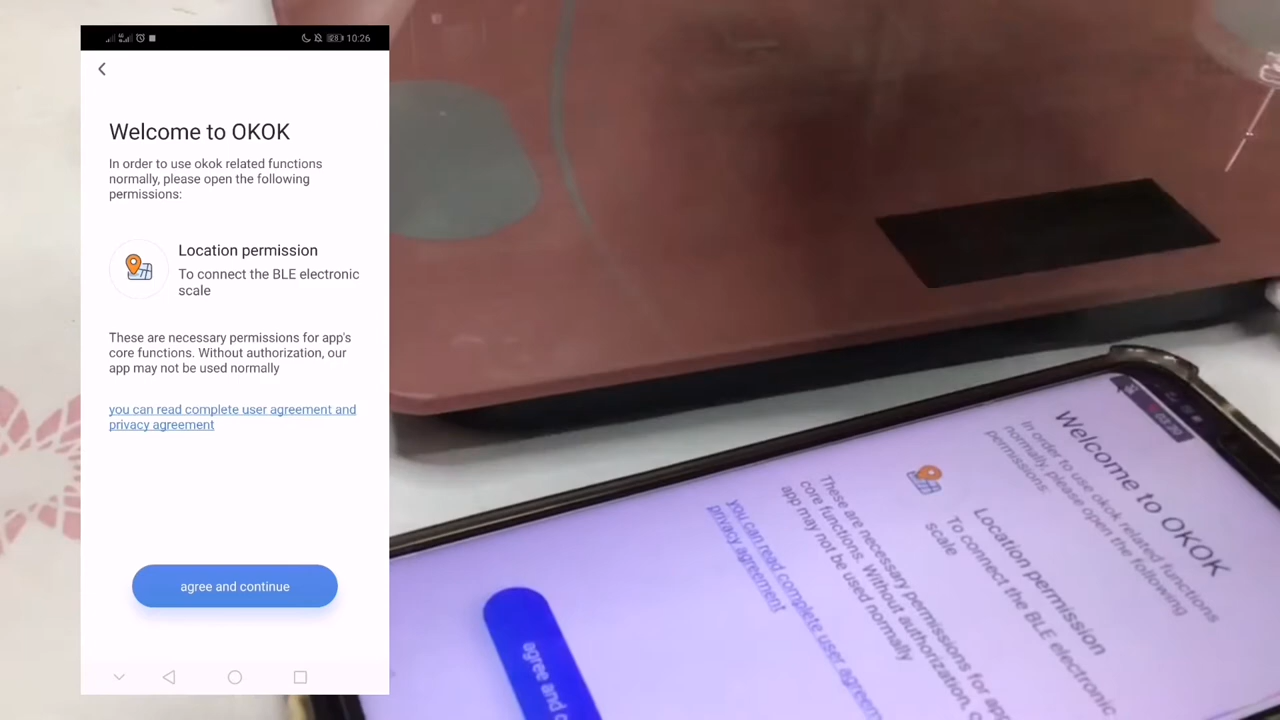 10:26
Welcome to OKOK
In order to use okok related functions
normally, please open the following
permissions:
Location permission
To connect the BLE electronic
scale
These are necessary permissions for app's
core functions. Without authorization, our
app may not be used normally
you can read complete user agreement and
privacy agreement
agree and continue
Welcome to OKOK
In order to use okok related functions
normally, please open the following
permissions:
Location permission
To connect the BLE electronic
scale
These are necessary permissions for app
core functions. Without authorization, o
app may not be used normally
you can read complete user agreem
privacy agreement
agree and c